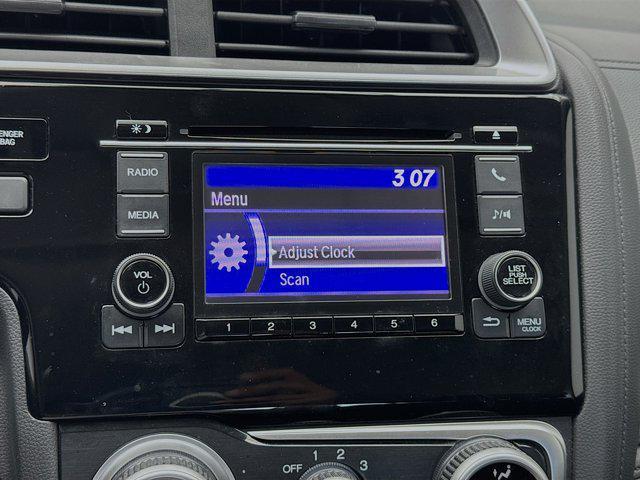 NGER
BAG
RADIO
MEDIA
VOL
3 07
Menu
Adjust Clock
Scan
LIST
PUSH
SELECT
MENU
CLOCK
1 2 3 4 5 6
OFF 1 2 3